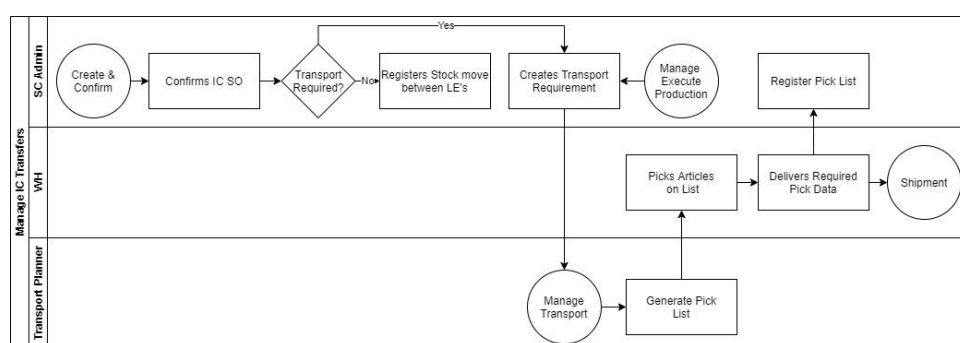 Manage IC Transfers
SC Admin
Create &
Confirm
Confirms IC SO
Transport
Required?
Yes
No
Registers Stock move
between LE's
Creates Transport
Requirement
Manage
Execute
Production
Register Pick List
WH
Picks Articles
on List
Delivers Required
Pick Data
Shipment
Transport Planner
Manage
Transport
Generate Pick
List